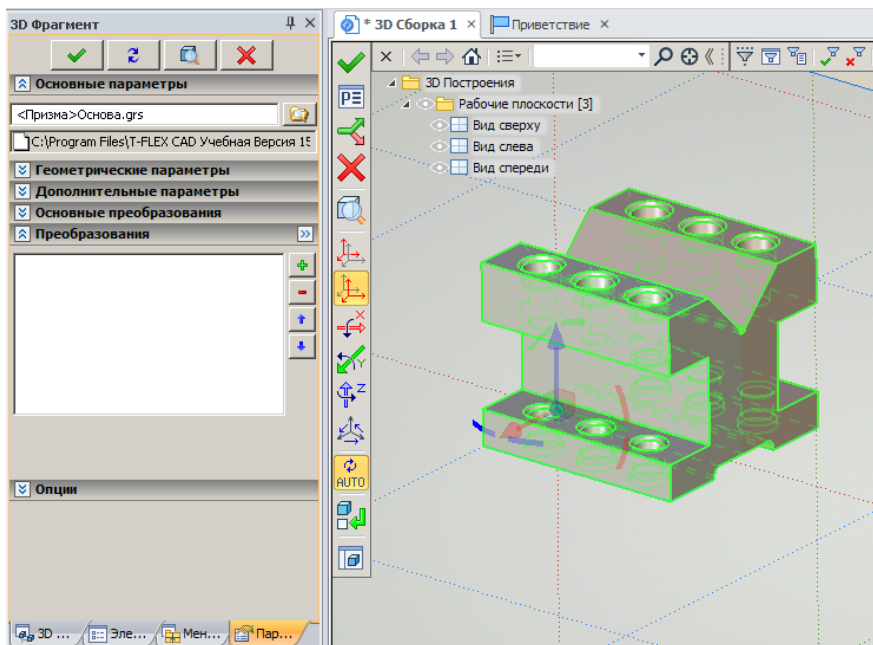 3D Фрагмент
Основные параметры
<Призма>Основа.grs
C:\Program Files\T-FLEX CAD Учебная Версия 15
Геометрические параметры
Дополнительные параметры
Основные преобразования
Преобразования
Опции
3D ...
Эле...
Мен...
Пар...
* 3D Сборка 1
Приветствие
3D Построения
Рабочие плоскости [3]
Вид сверху
Вид слева
Вид спереди
PΞ
X
Y
Z
AUTO